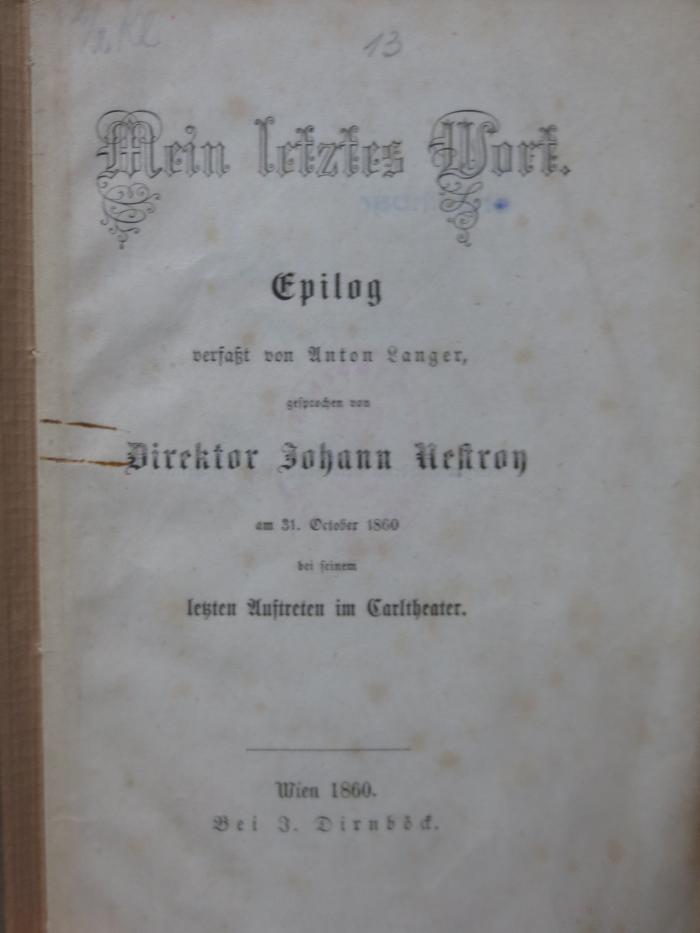 13
Mein letztes Wort.
Epilog
verfaßt von Anton Langer,
gesprochen von
Direktor Johann Nestroy
am 31. October 1860
bei seinem
letzten Auftreten im Carltheater.
Wien 1860.
Bei J. Dirnböck.